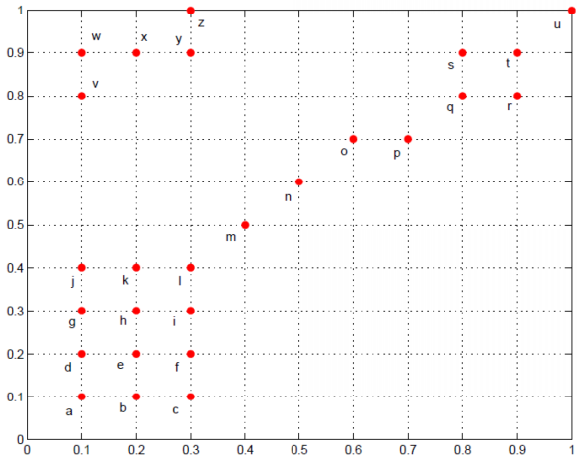 1 z u
0.9 w x y s t
0.8 v q r
0.7 o p
0.6 n
0.5 m
0.4 j k l
0.3 g h i
0.2 d e f
0.1 a b c
0
0 0.1 0.2 0.3 0.4 0.5 0.6 0.7 0.8 0.9 1